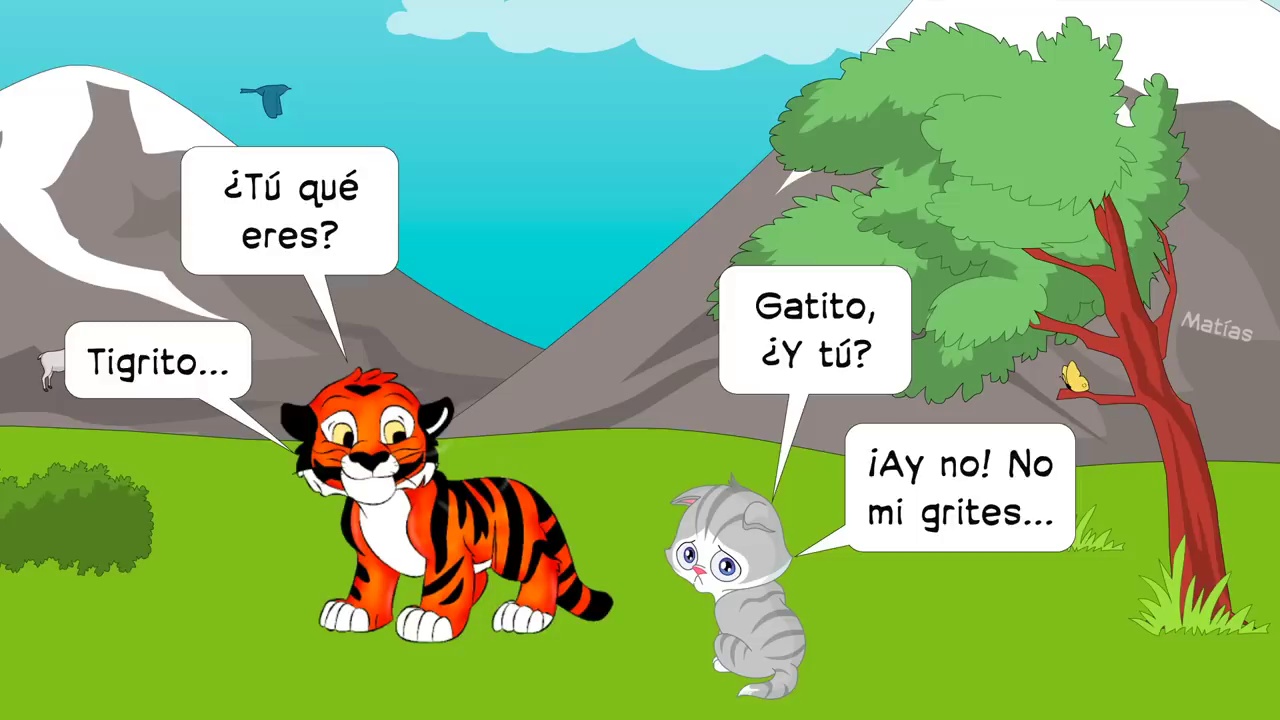 ¿Tú qué
eres?
Tigrito...
Gatito,
¿Y tú?
¡Ay no! No
mi grites...
Matías